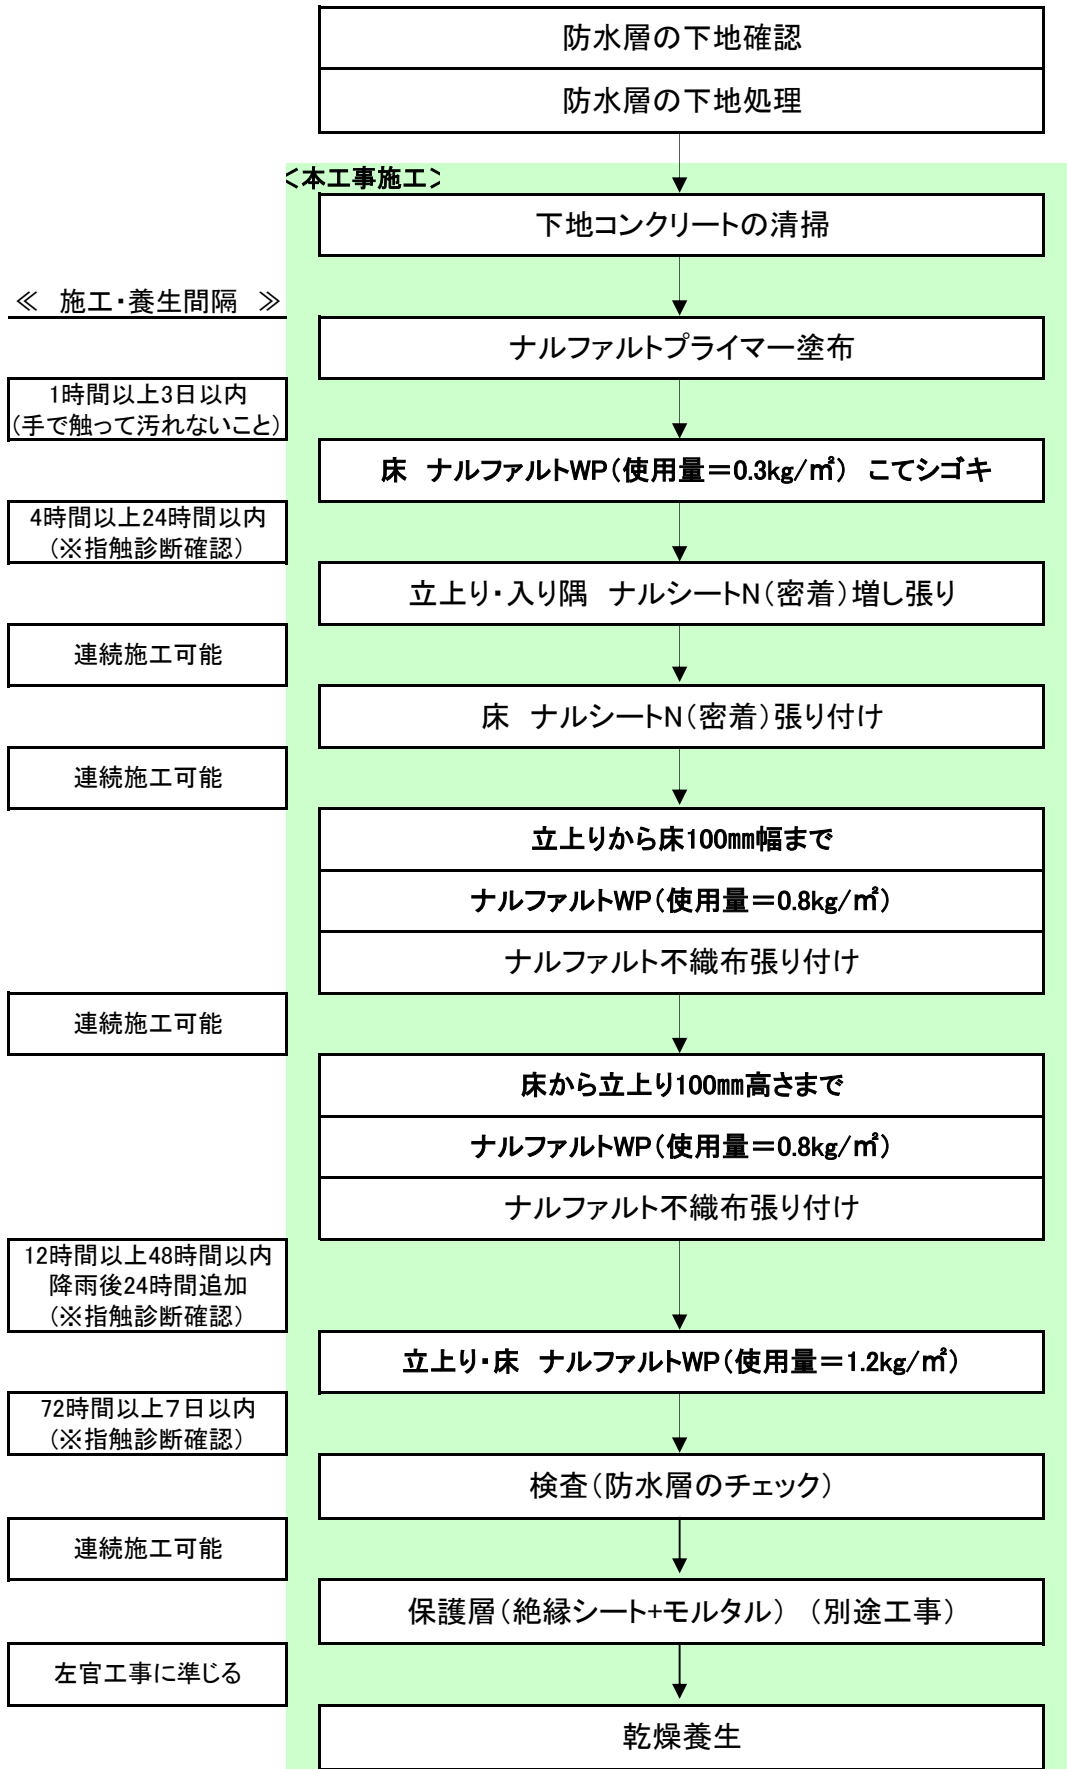 防水層の下地確認
防水層の下地処理
<本工事施工>
下地コンクリートの清掃
≪　施工・養生間隔　≫
ナルファルトプライマー塗布
1時間以上3日以内
(手で触って汚れないこと)
床　ナルファルトWP(使用量＝0.3kg/㎡)　こてシゴキ
4時間以上24時間以内
(※指触診断確認)
立上り・入り隅　ナルシートN(密着)増し張り
連続施工可能
床　ナルシートN(密着)張り付け
連続施工可能
立上りから床100㎜幅まで
ナルファルトWP(使用量＝0.8kg/㎡)
ナルファルト不織布張り付け
連続施工可能
床から立上り100㎜高さまで
ナルファルトWP(使用量＝0.8kg/㎡)
ナルファルト不織布張り付け
12時間以上48時間以内
降雨後24時間追加
(※指触診断確認)
立上り・床　ナルファルトWP(使用量＝1.2kg/㎡)
72時間以上７日以内
(※指触診断確認)
検査(防水層のチェック)
連続施工可能
保護層(絶縁シート+モルタル)　(別途工事)
左官工事に準じる
乾燥養生